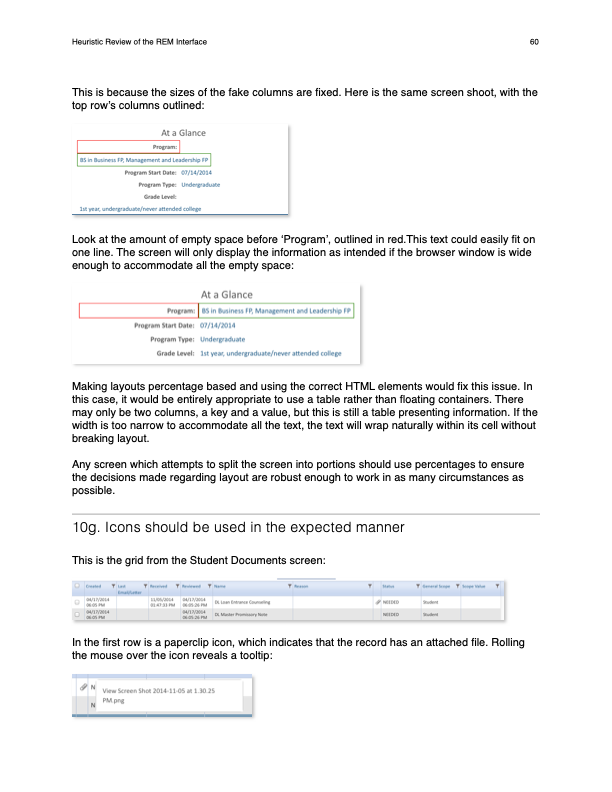 Heuristic Review of the REM Interface 60
This is because the sizes of the fake columns are fixed. Here is the same screen shoot, with the
top row's columns outlined:
At a Glance
Program:
BS in Business FP, Management and Leadership FP
Program Start Date: 07/14/2014
Program Type: Undergraduate
Grade Level:
1st year, undergraduate/never attended college
Look at the amount of empty space before 'Program', outlined in red.This text could easily fit on
one line. The screen will only display the information as intended if the browser window is wide
enough to accommodate all the empty space:
At a Glance
Program: BS in Business FP, Management and Leadership FP
Program Start Date: 07/14/2014
Program Type: Undergraduate
Grade Level: 1st year, undergraduate/never attended college
Making layouts percentage based and using the correct HTML elements would fix this issue. In
this case, it would be entirely appropriate to use a table rather than floating containers. There
may only be two columns, a key and a value, but this is still a table presenting information. If the
width is too narrow to accommodate all the text, the text will wrap naturally within its cell without
breaking layout.
Any screen which attempts to split the screen into portions should use percentages to ensure
the decisions made regarding layout are robust enough to work in as many circumstances as
possible.
10g. Icons should be used in the expected manner
This is the grid from the Student Documents screen:
Created Last Received Reviewed Name Reason Status General Scope Scope Value
04/17/2014 11/05/2014 04/17/2014 DL Loan Entrance Counseling NEEDED Student
06:05 PM 01:47:33 PM 06:05:26 PM
04/17/2014 04/17/2014 DL Master Promissory Note NEEDED Student
06:05 PM 06:05:26 PM
In the first row is a paperclip icon, which indicates that the record has an attached file. Rolling
the mouse over the icon reveals a tooltip:
N View Screen Shot 2014-11-05 at 1.30.25
N PM.png